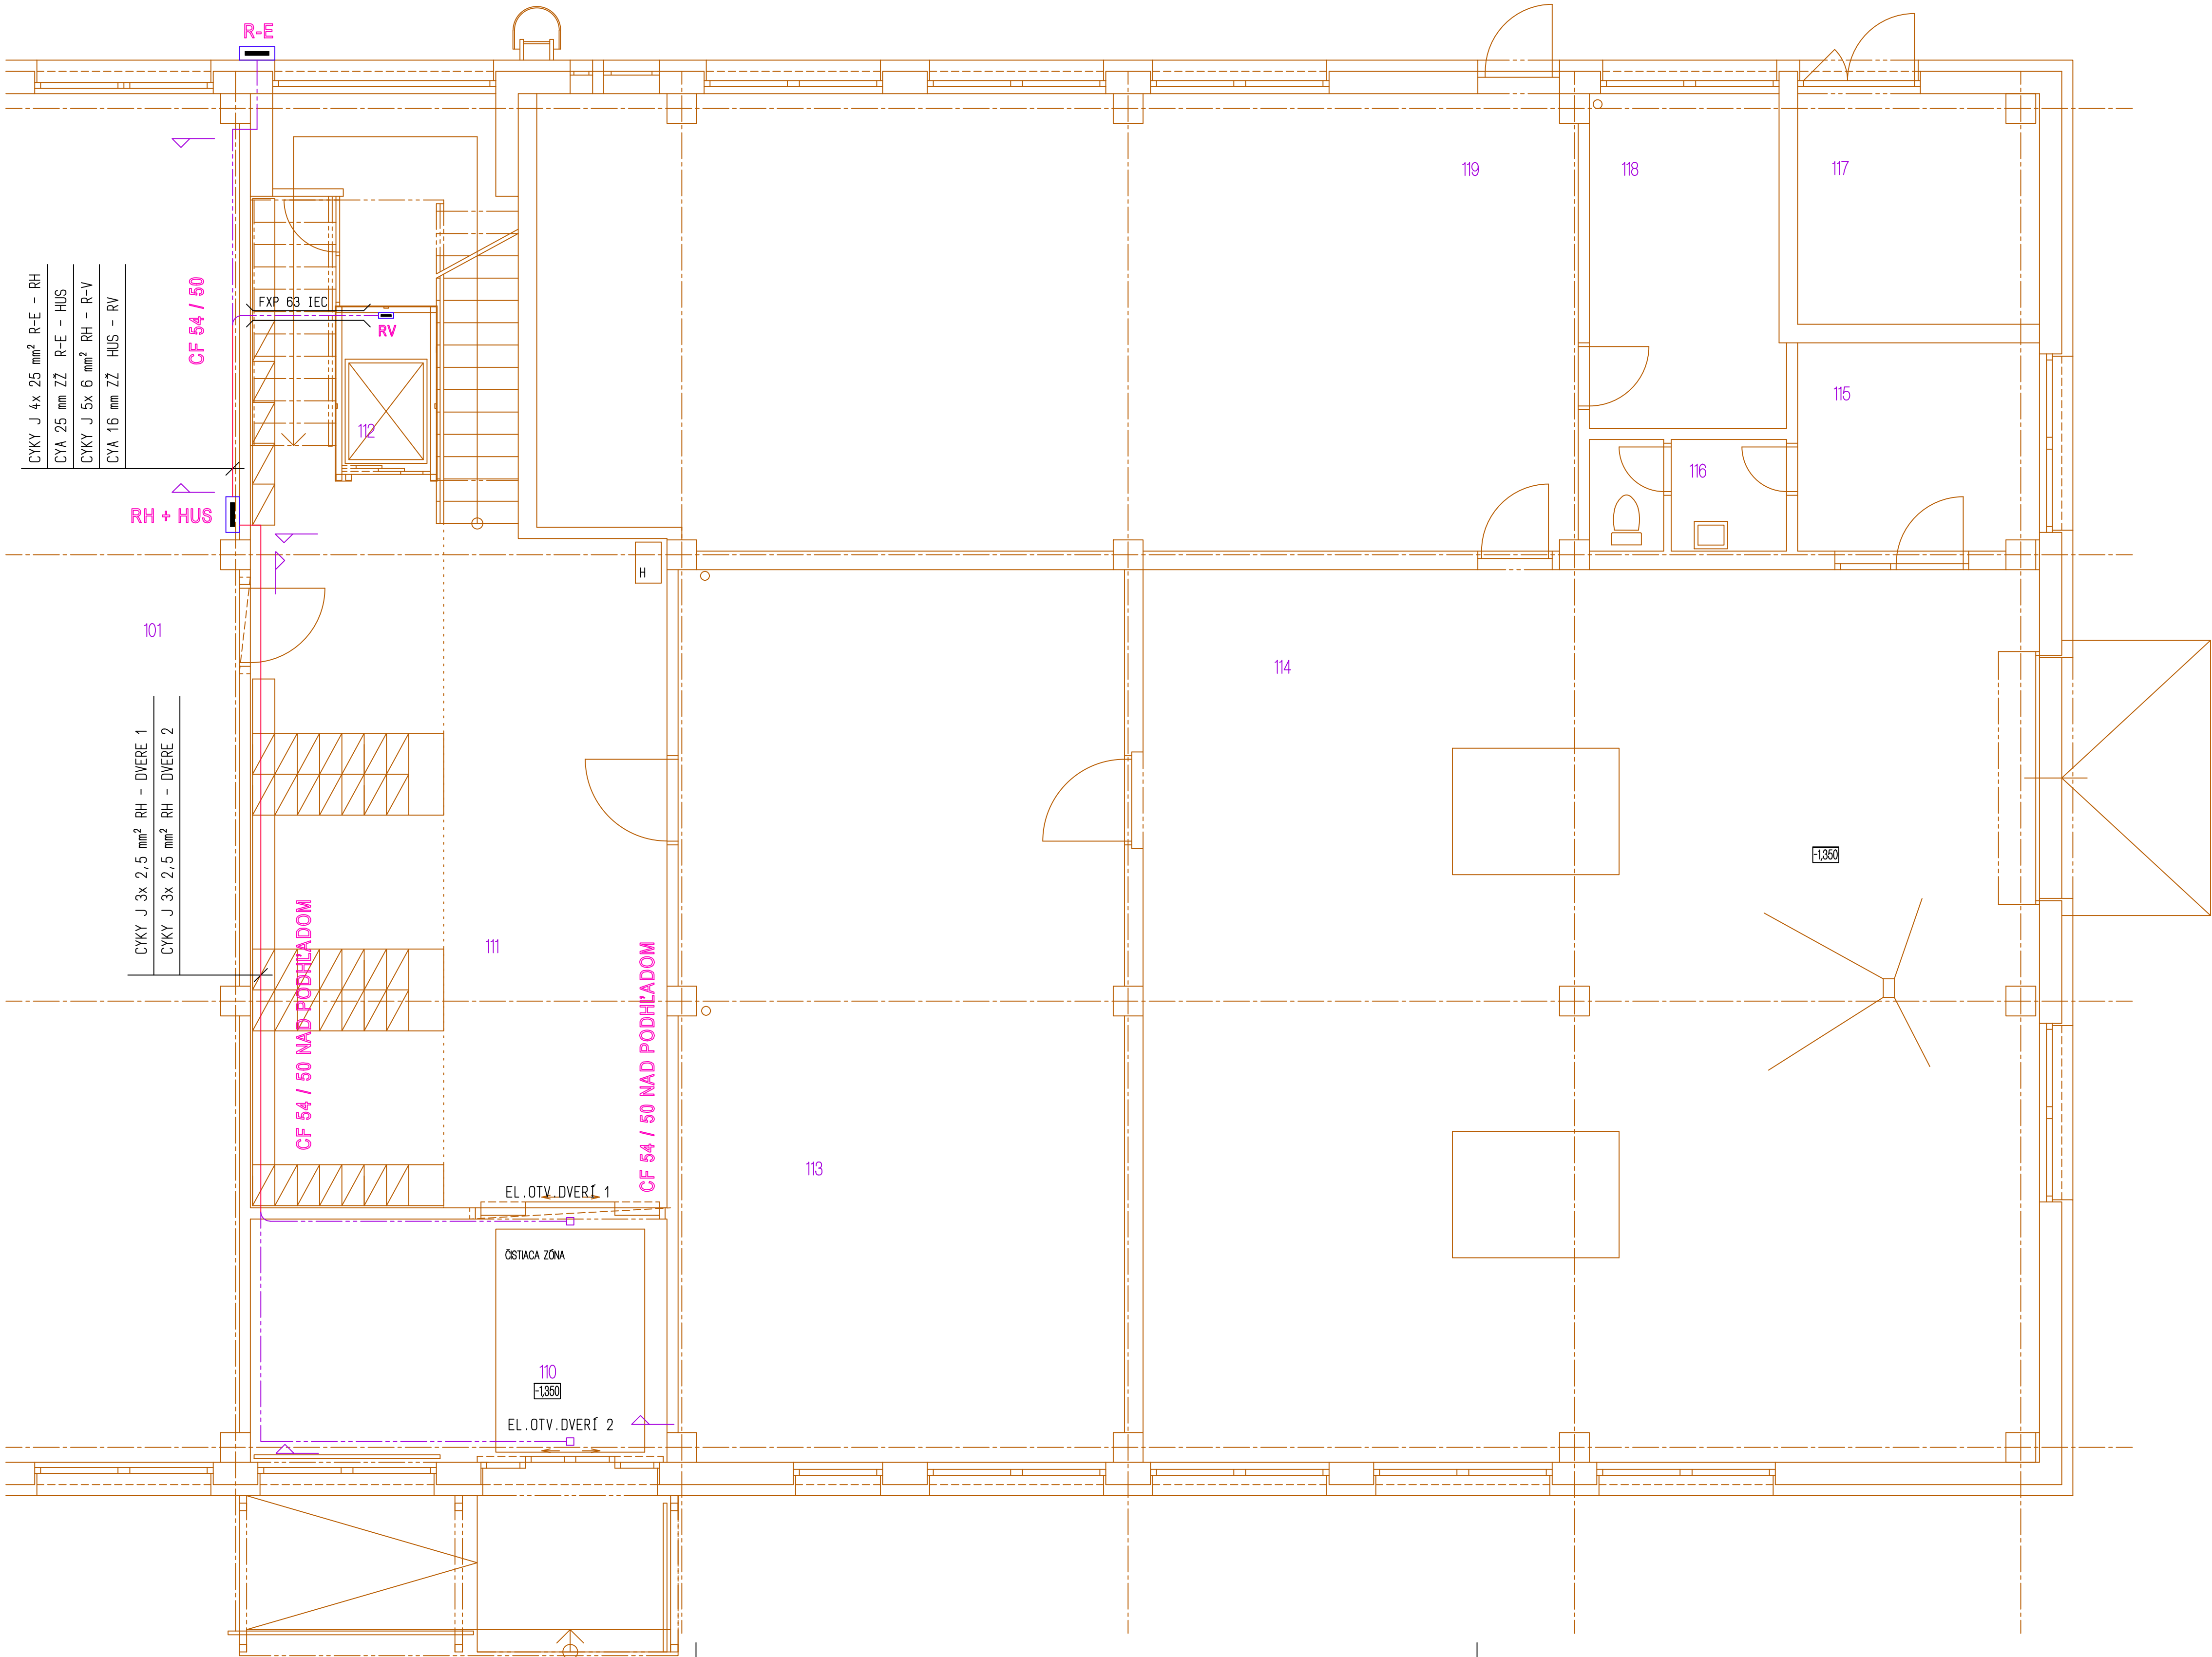 R-E
119
118
117
CYKY J 4x 25 mm² R-E - RH
CYA 25 mm ZŽ R-E - HUS
CYKY J 5x 6 mm² RH - R-V
CYA 16 mm ZŽ HUS - RV
CF 54 / 50
FXP 63 IEC
RV
115
112
116
RH + HUS
H
101
114
CYKY J 3x 2,5 mm² RH - DVERE 1
CYKY J 3x 2,5 mm² RH - DVERE 2
-1,350
CF 54 / 50 NAD PODHĽADOM
111
CF 54 / 50 NAD PODHĽADOM
113
EL.OTV.DVERÍ 1
ČISTIACA ZÓNA
110
-1,350
EL.OTV.DVERÍ 2